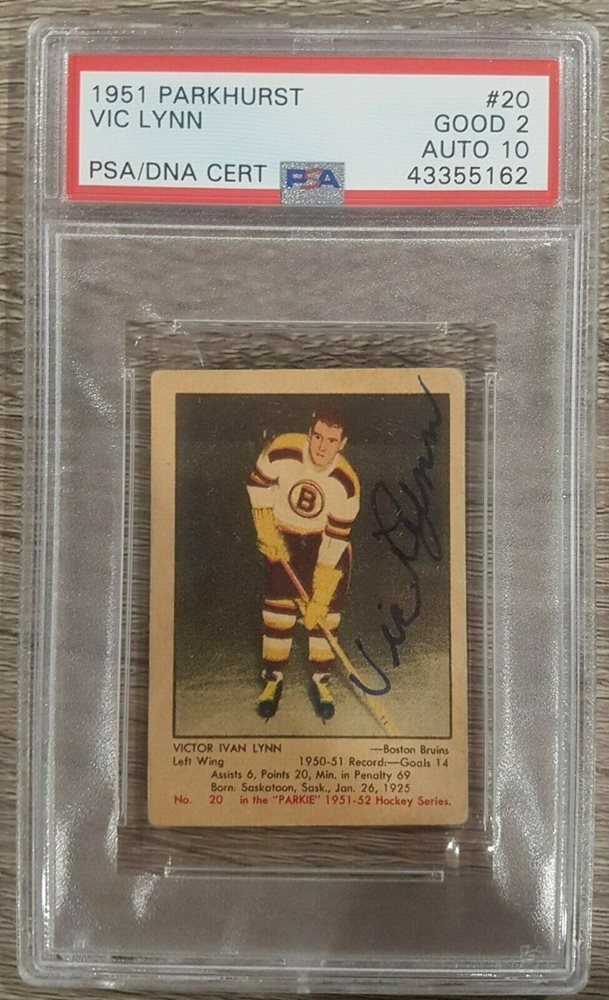 1951 PARKHURST #20
VIC LYNN GOOD 2
AUTO 10
PSA/DNA CERT PSA 43355162
B
Vic Lynn
VICTOR IVAN LYNN —Boston Bruins
Left Wing 1950-51 Record:—Goals 14
Assists 6, Points 20, Min. in Penalty 69
Born: Saskatoon, Sask., Jan. 26, 1925
No. 20 in the "PARKIE" 1951-52 Hockey Series.